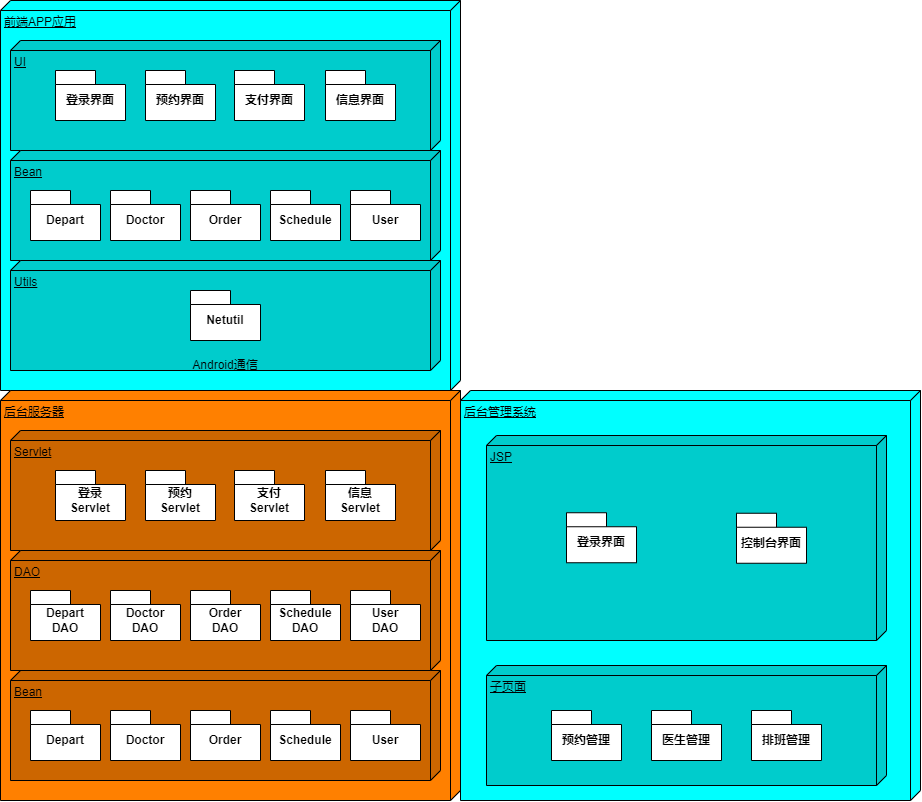 前端APP应用
UI
登录界面
预约界面
支付界面
信息界面
Bean
Depart
Doctor
Order
Schedule
User
Utils
Netutil
Android通信
后台服务器
Servlet
登录
Servlet
预约
Servlet
支付
Servlet
信息
Servlet
DAO
Depart
DAO
Doctor
DAO
Order
DAO
Schedule
DAO
User
DAO
Bean
Depart
Doctor
Order
Schedule
User
后台管理系统
JSP
登录界面
控制台界面
子页面
预约管理
医生管理
排班管理